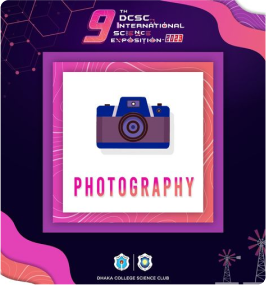 9TH
DCSC
INTERNATIONAL
SCIENCE
EXPOSITION-2023
PHOTOGRAPHY
DHAKA COLLEGE SCIENCE CLUB